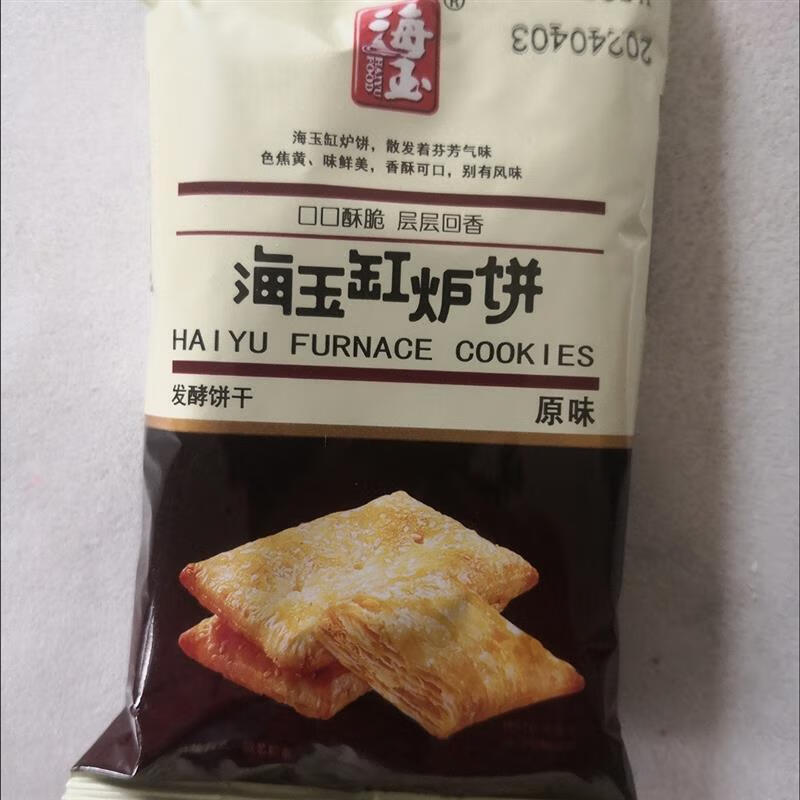 海玉
HAIYU
FOOD
®
20240403
海玉缸炉饼，散发着芬芳气味
色焦黄、味鲜美，香酥可口，别有风味
口口酥脆 层层回香
海玉缸炉饼
HAIYU FURNACE COOKIES
发酵饼干
原味